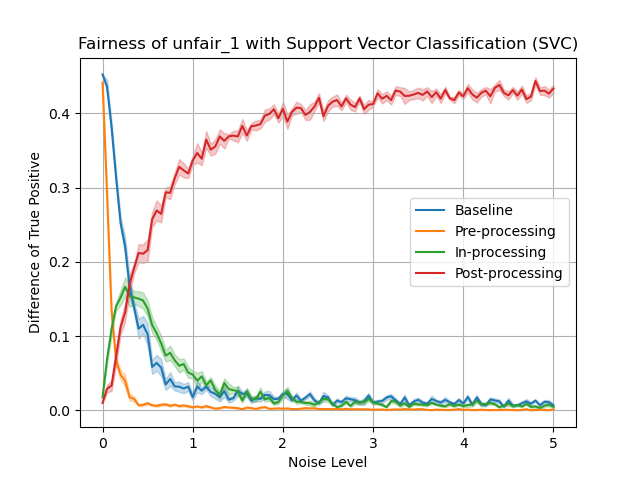 Fairness of unfair_1 with Support Vector Classification (SVC)
Difference of True Positive
0.4
0.3
0.2
0.1
0.0
Baseline
Pre-processing
In-processing
Post-processing
0 1 2 3 4 5
Noise Level